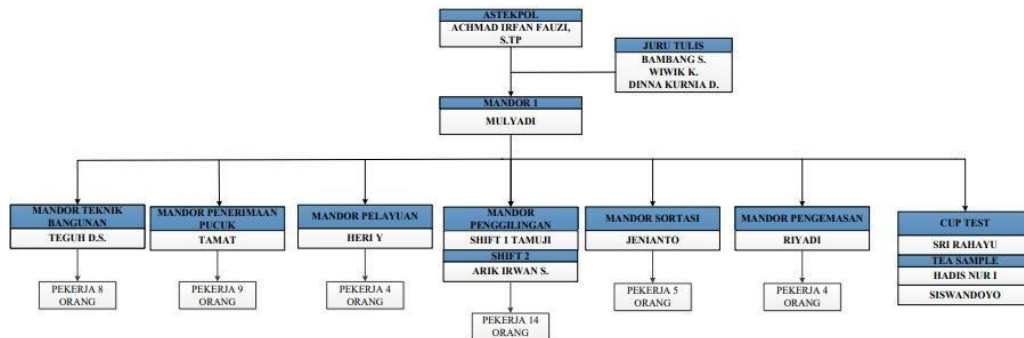 ASTEKPOL
ACHMAD IRFAN FAUZI,
S.TP
JURU TULIS
BAMBANG S.
WIWIK K.
DINNA KURNIA D.
MANDOR 1
MULYADI
MANDOR TEKNIK
BANGUNAN
TEGUH D.S.
PEKERJA 8
ORANG
MANDOR PENERIMAAN
PUCUK
TAMAT
PEKERJA 9
ORANG
MANDOR PELAYUAN
HERI Y
PEKERJA 4
ORANG
MANDOR
PENGGILINGAN
SHIFT 1 TAMUJI
SHIFT 2
ARIK IRWAN S.
PEKERJA 14
ORANG
MANDOR SORTASI
JENIANTO
PEKERJA 5
ORANG
MANDOR PENGEMASAN
RIYADI
PEKERJA 4
ORANG
CUP TEST
SRI RAHAYU
TEA SAMPLE
HADIS NUR I
SISWANDOYO